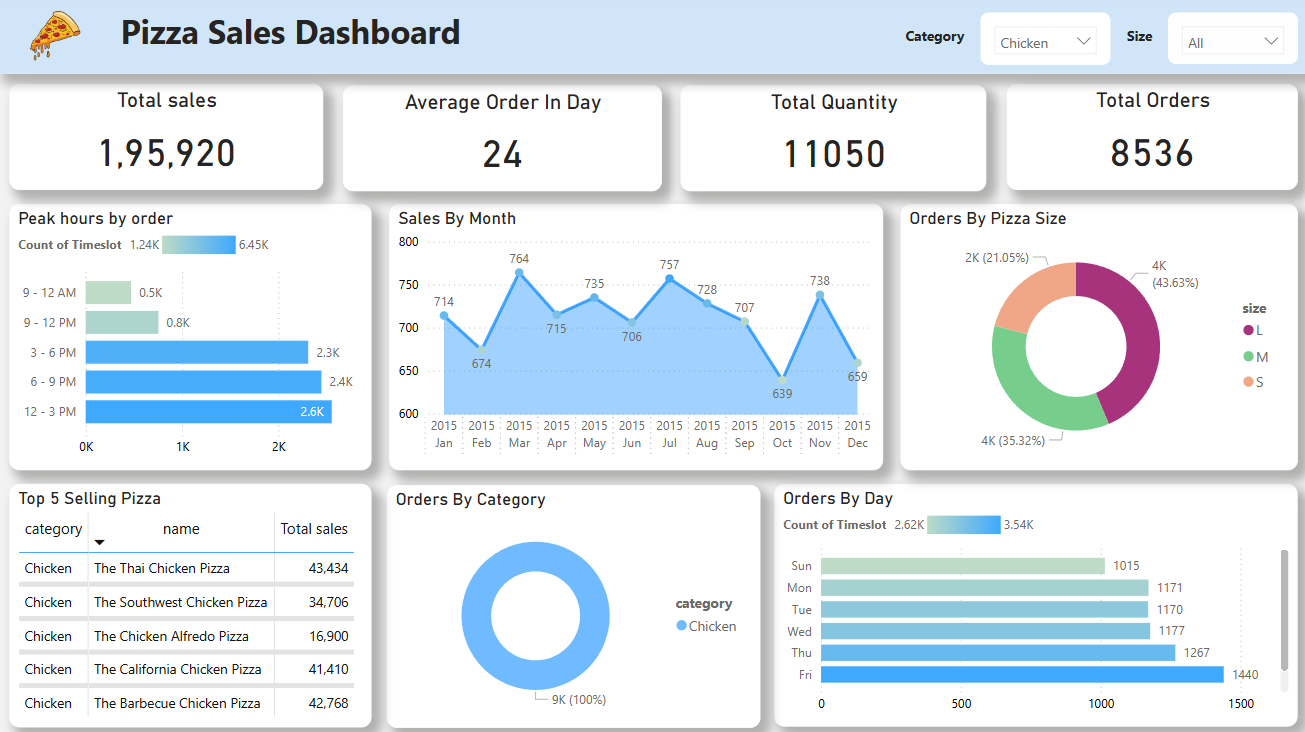 Pizza Sales Dashboard
Category
Chicken
Size
All
Total sales
1,95,920
Average Order In Day
24
Total Quantity
11050
Total Orders
8536
Peak hours by order
Count of Timeslot 1.24K 6.45K
9 - 12 AM 0.5K
9 - 12 PM 0.8K
3 - 6 PM 2.3K
6 - 9 PM 2.4K
12 - 3 PM 2.6K
0K 1K 2K
Sales By Month
800
750
700
650
600
714
674
764
715
735
706
757
728
707
639
738
659
2015 2015 2015 2015 2015 2015 2015 2015 2015 2015 2015 2015
Jan Feb Mar Apr May Jun Jul Aug Sep Oct Nov Dec
Orders By Pizza Size
2K (21.05%)
4K
(43.63%)
4K (35.32%)
size
L
M
S
Top 5 Selling Pizza
category name Total sales
Chicken The Thai Chicken Pizza 43,434
Chicken The Southwest Chicken Pizza 34,706
Chicken The Chicken Alfredo Pizza 16,900
Chicken The California Chicken Pizza 41,410
Chicken The Barbecue Chicken Pizza 42,768
Orders By Category
9K (100%)
category
Chicken
Orders By Day
Count of Timeslot 2.62K 3.54K
Sun 1015
Mon 1171
Tue 1170
Wed 1177
Thu 1267
Fri 1440
0 500 1000 1500